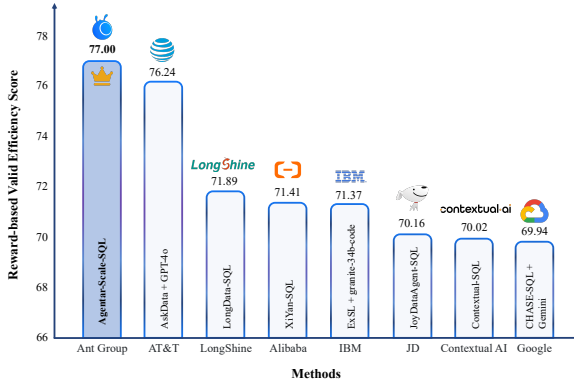 Reward-based Valid Efficiency Score
78
76
74
72
70
68
66
77.00
76.24
LongShine
71.89
71.41
IBM
71.37
70.16
contextual·ai
70.02
69.94
Agentar-Scale-SQL
AskData + GPT-4o
LongData-SQL
XiYan-SQL
ExSL + granite-34b-code
JoyDataAgent-SQL
Contextual-SQL
CHASE-SQL +
Gemini
Ant Group
AT&T
LongShine
Alibaba
IBM
JD
Contextual AI
Google
Methods